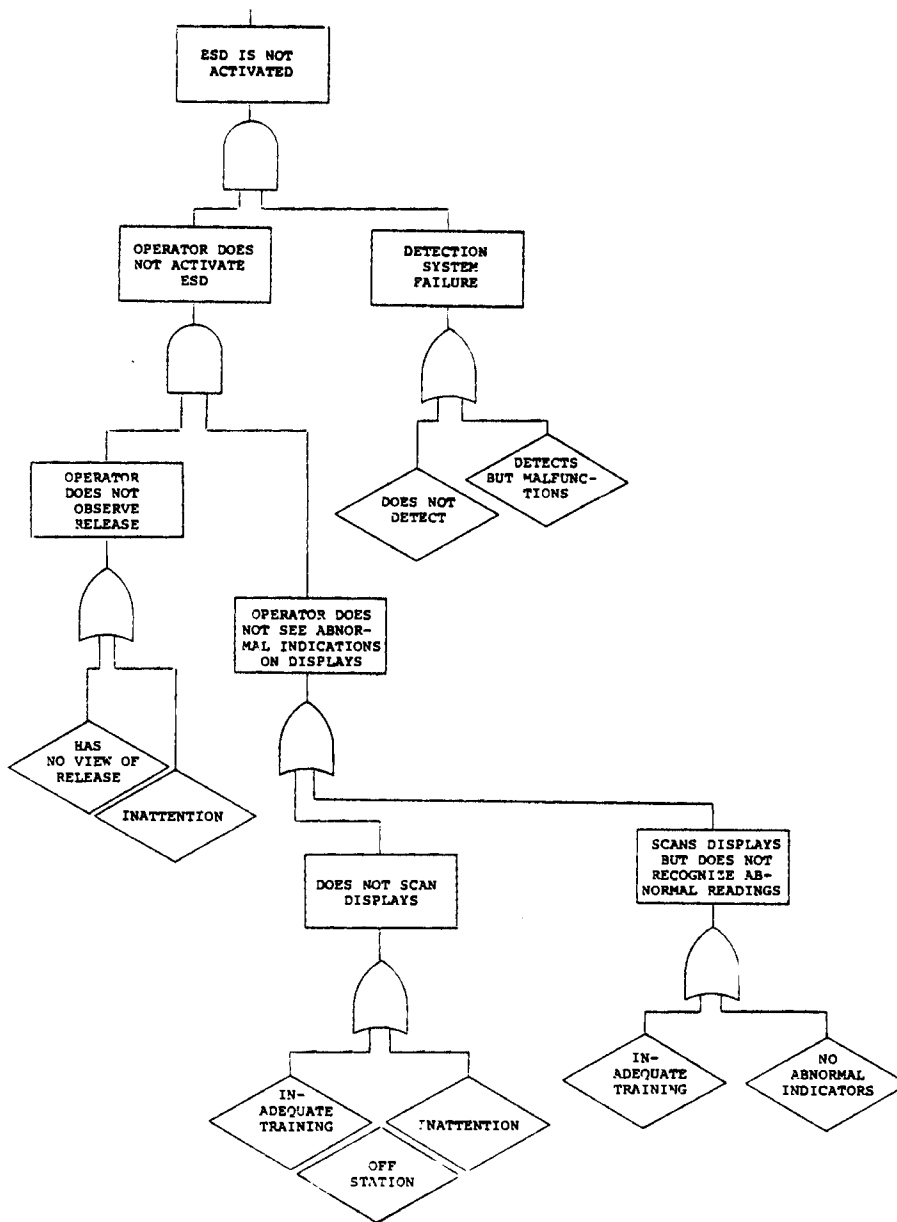 ESD IS NOT
ACTIVATED
OPERATOR DOES
NOT ACTIVATE
ESD
DETECTION
SYSTEM
FAILURE
OPERATOR
DOES NOT
OBSERVE
RELEASE
DOES NOT
DETECT
DETECTS
BUT MALFUNC-
TIONS
OPERATOR DOES
NOT SEE ABNOR-
MAL INDICATIONS
ON DISPLAYS
HAS
NO VIEW OF
RELEASE
INATTENTION
DOES NOT SCAN
DISPLAYS
SCANS DISPLAYS
BUT DOES NOT
RECOGNIZE AB-
NORMAL READINGS
IN-
ADEQUATE
TRAINING
OFF
STATION
INATTENTION
IN-
ADEQUATE
TRAINING
NO
ABNORMAL
INDICATORS